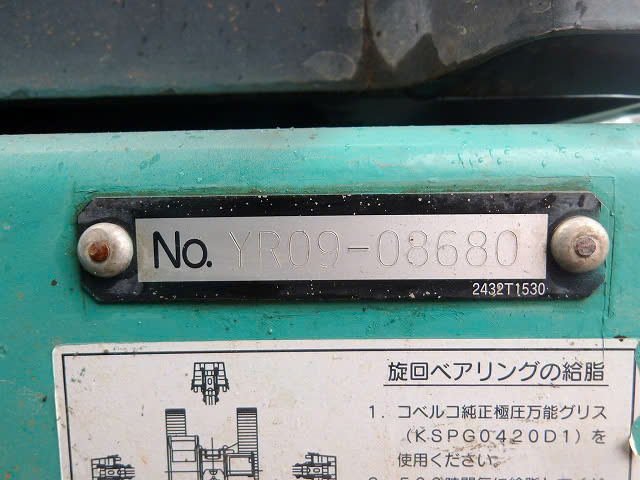 No. YR09-08680
2432T1530
旋回ベアリングの給脂
1. コベルコ純正極圧万能グリス
(KSPG0420D1)を
使用ください。